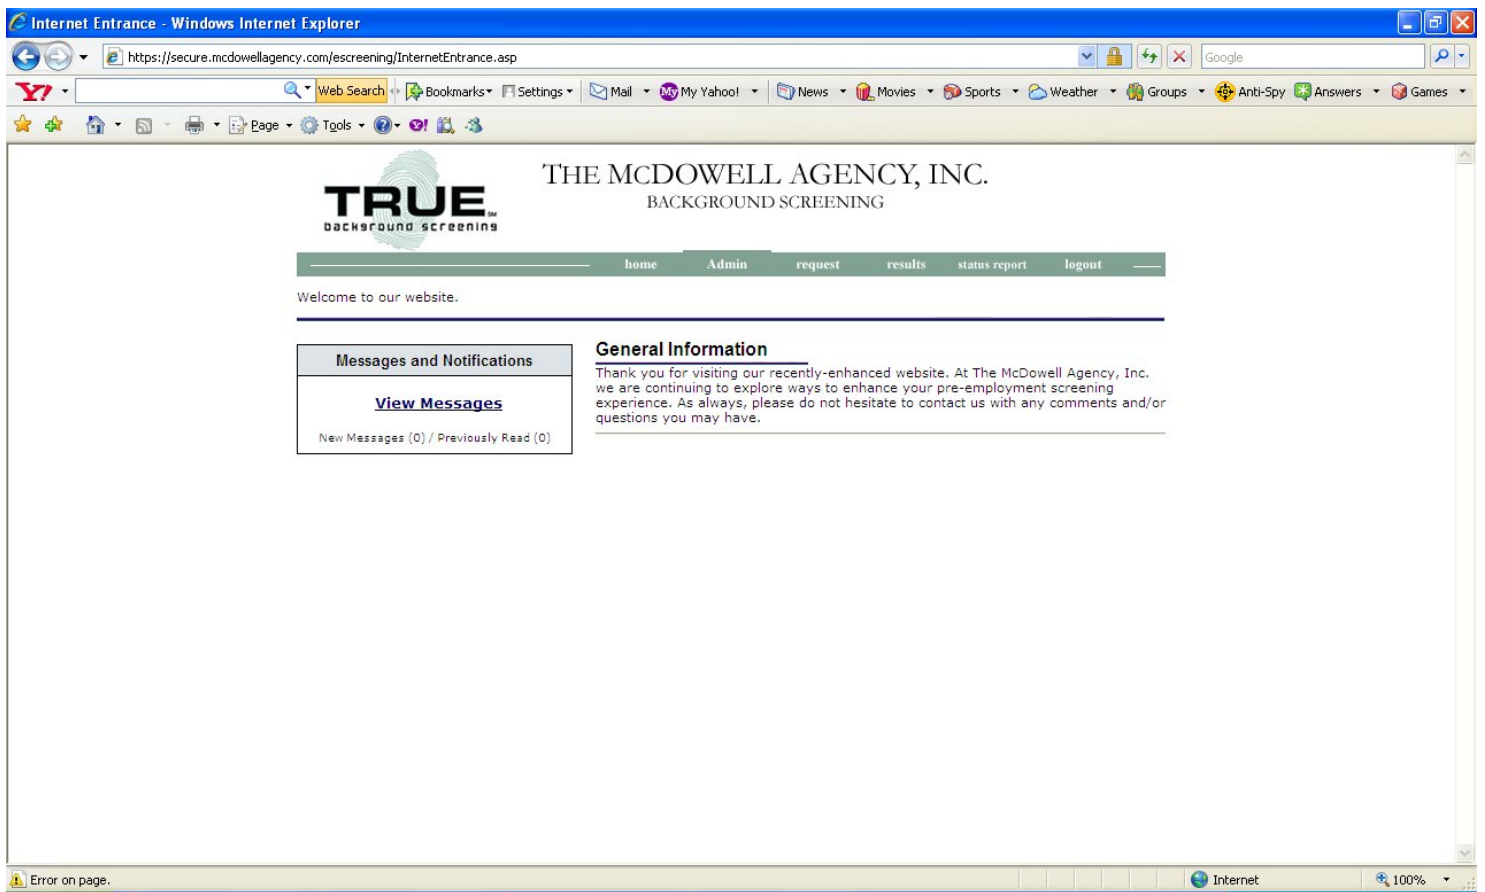 Internet Entrance - Windows Internet Explorer
https://secure.mcdowellagency.com/escreening/InternetEntrance.asp
Google
Y! Web Search Bookmarks Settings Mail My My Yahoo! News Movies Sports Weather Groups Anti-Spy Answers Games
Page Tools
TRUE SM
background screening
THE MCDOWELL AGENCY, INC.
BACKGROUND SCREENING
home Admin request results status report logout
Welcome to our website.
Messages and Notifications
View Messages
New Messages (0) / Previously Read (0)
General Information
Thank you for visiting our recently-enhanced website. At The McDowell Agency, Inc.
we are continuing to explore ways to enhance your pre-employment screening
experience. As always, please do not hesitate to contact us with any comments and/or
questions you may have.
Error on page.
Internet
100%